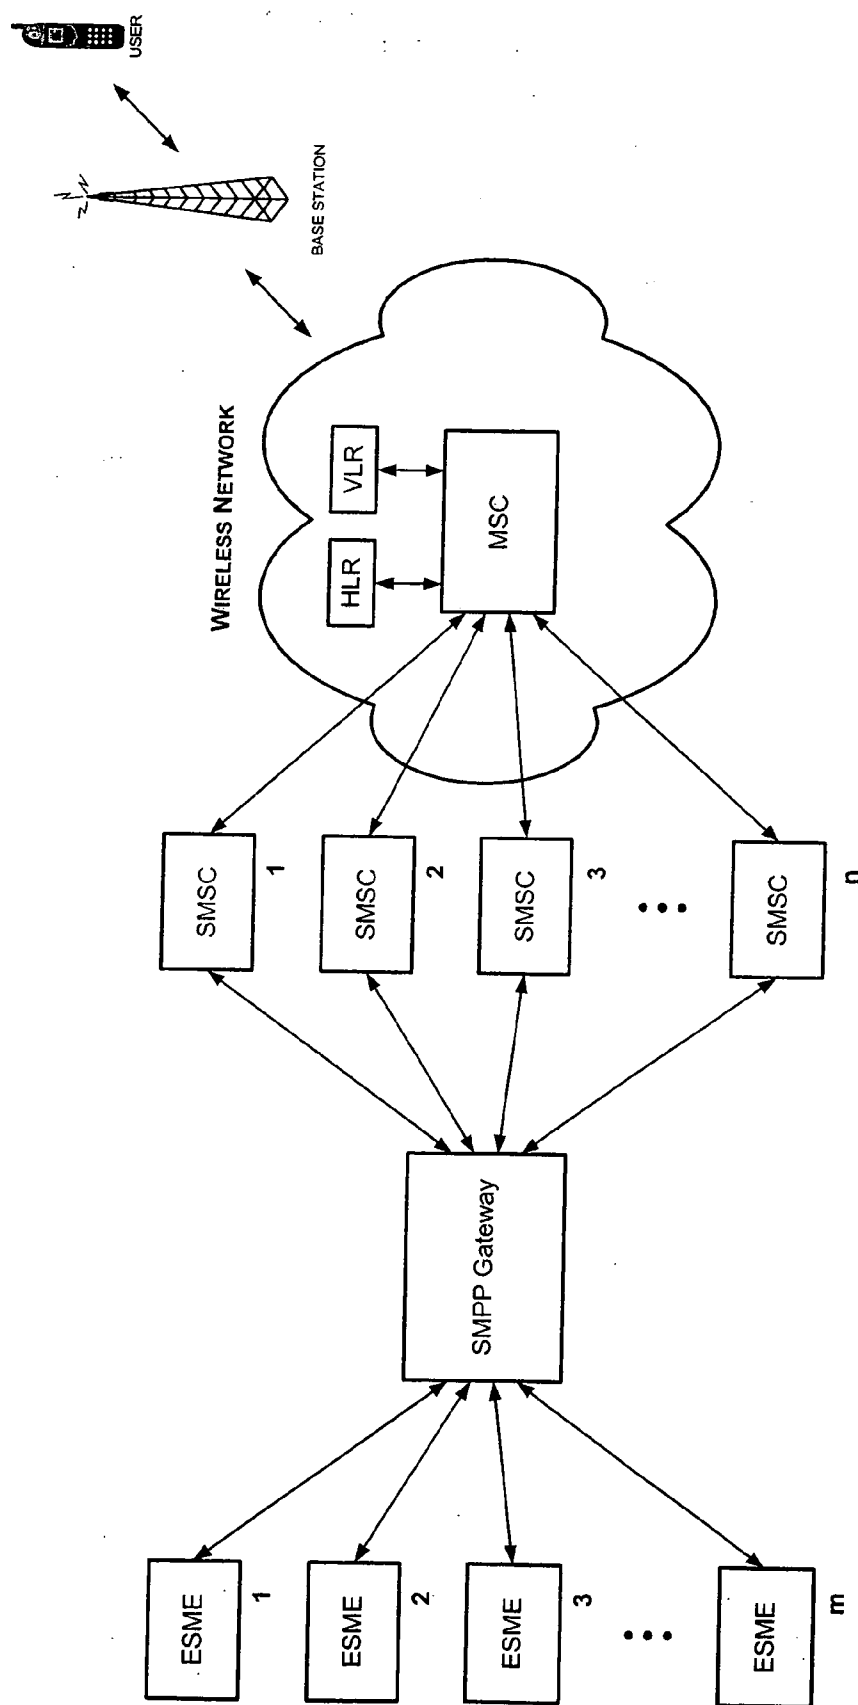 USER
BASE STATION
WIRELESS NETWORK
HLR
VLR
MSC
SMSC
1
SMSC
2
SMSC
3
•••
SMSC
n
SMPP Gateway
ESME
1
ESME
2
ESME
3
•••
ESME
m